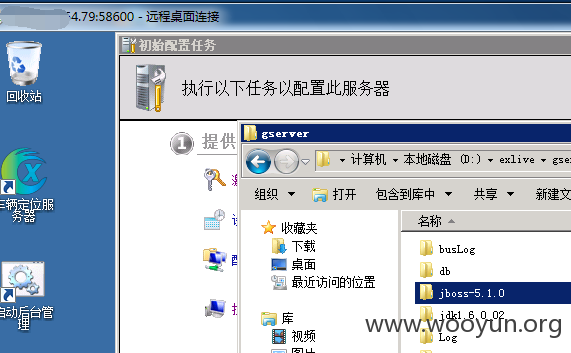 4.79:58600 - 远程桌面连接
初始配置任务
回收站
执行以下任务以配置此服务器
1 提供
gserver
计算机 本地磁盘 (D:) exlive gse
组织 打开 包含到库中 共享 新建文
车辆定位服
务器
收藏夹
下载
桌面
最近访问的位置
库
视频
图片
名称
busLog
db
jboss-5.1.0
jdk1.6.0_02
Log
启动后台管
理
www.wooyun.org